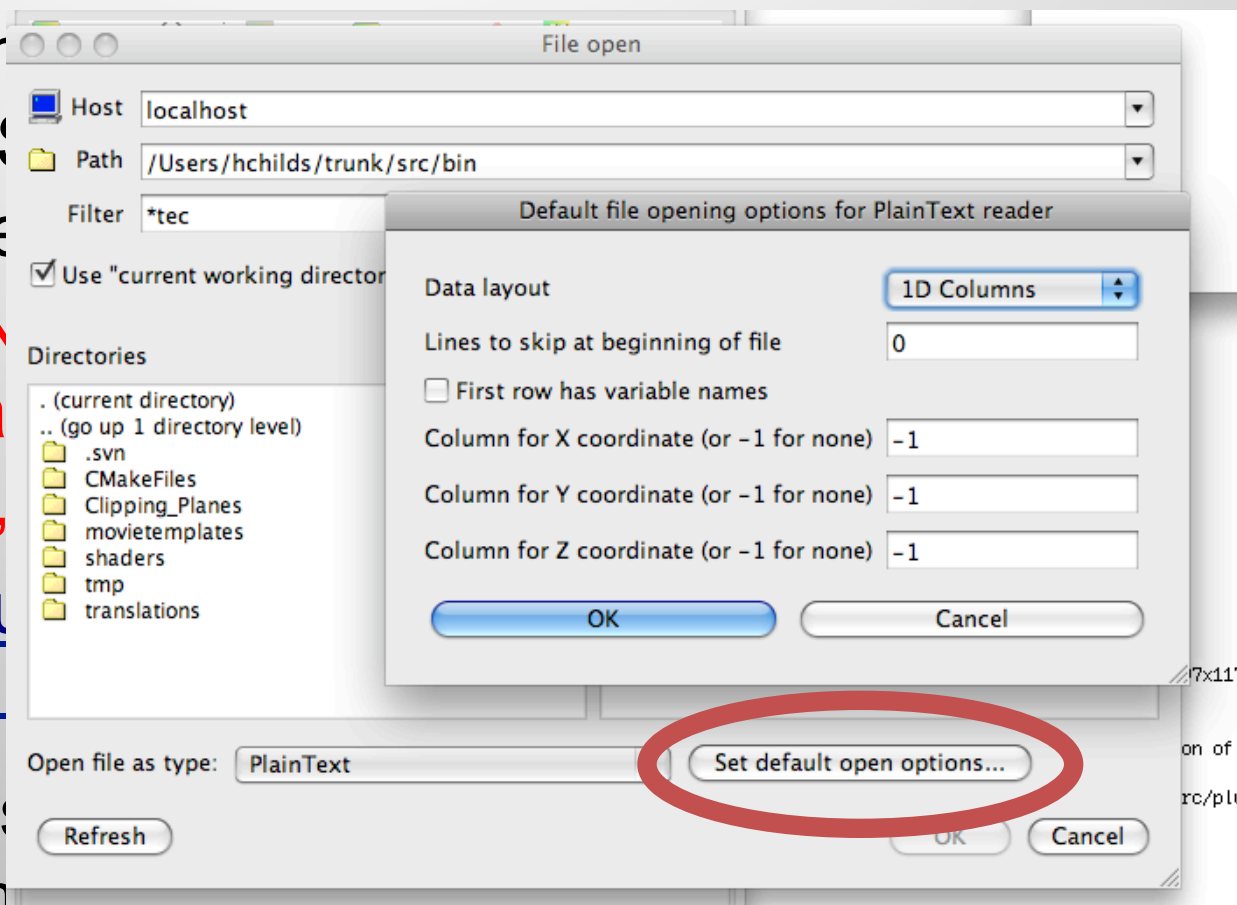 File open
Host localhost
Path /Users/hchilds/trunk/src/bin
Filter *tec
Use "current working director
Directories
. (current directory)
.. (go up 1 directory level)
.svn
CMakeFiles
Clipping_Planes
movietemplates
shaders
tmp
translations
Default file opening options for PlainText reader
Data layout 1D Columns
Lines to skip at beginning of file 0
First row has variable names
Column for X coordinate (or -1 for none) -1
Column for Y coordinate (or -1 for none) -1
Column for Z coordinate (or -1 for none) -1
OK Cancel
Open file as type: PlainText Set default open options...
Refresh OK Cancel
on of